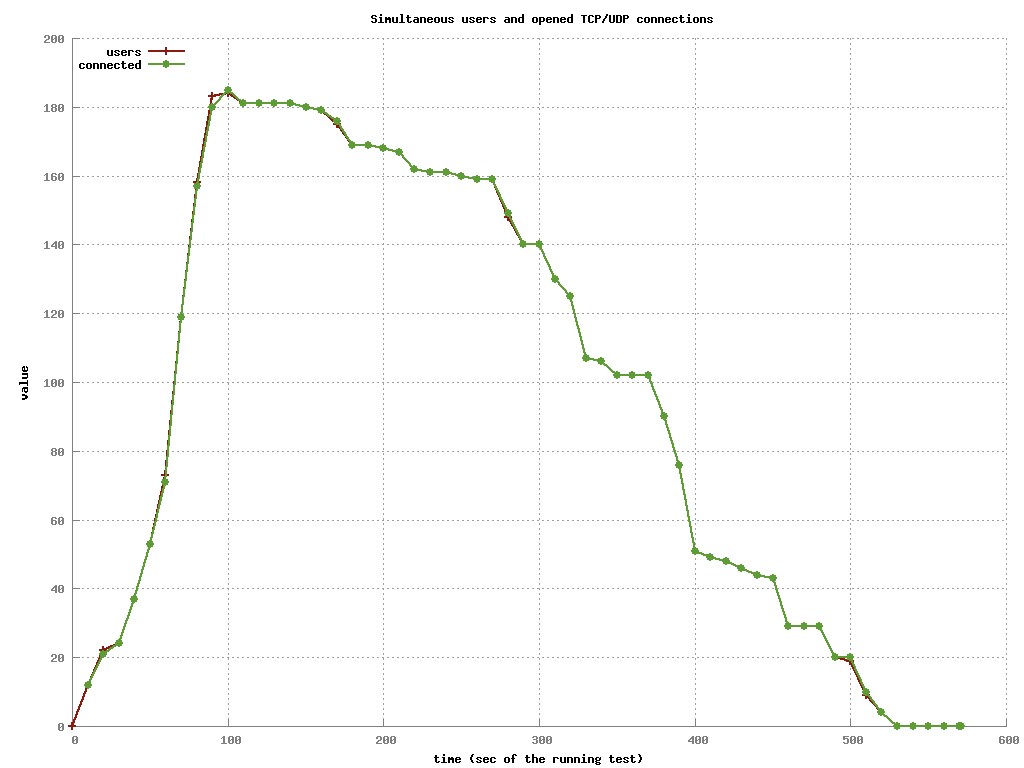 Simultaneous users and opened TCP/UDP connections
200
users
connected
180
160
140
120
100
value
80
60
40
20
0
0 100 200 300 400 500 600
time (sec of the running test)